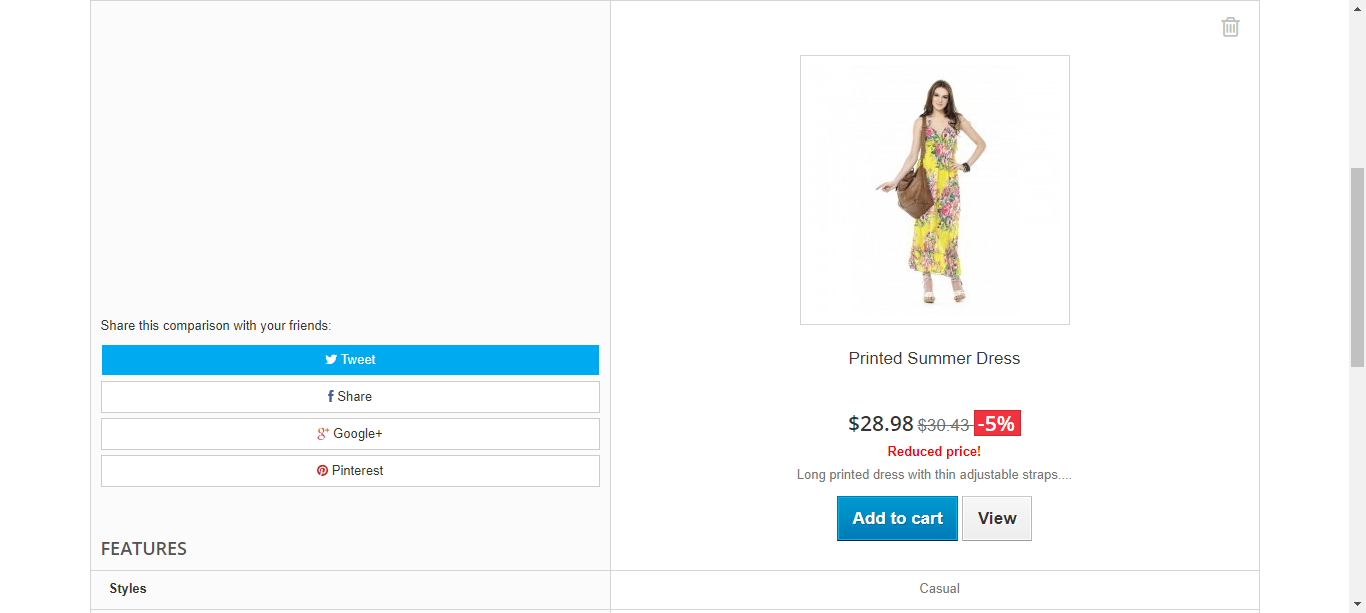 Share this comparison with your friends:
Tweet
Share
Google+
Pinterest
Printed Summer Dress
$28.98 $30.43 -5%
Reduced price!
Long printed dress with thin adjustable straps....
Add to cart View
FEATURES
Styles Casual